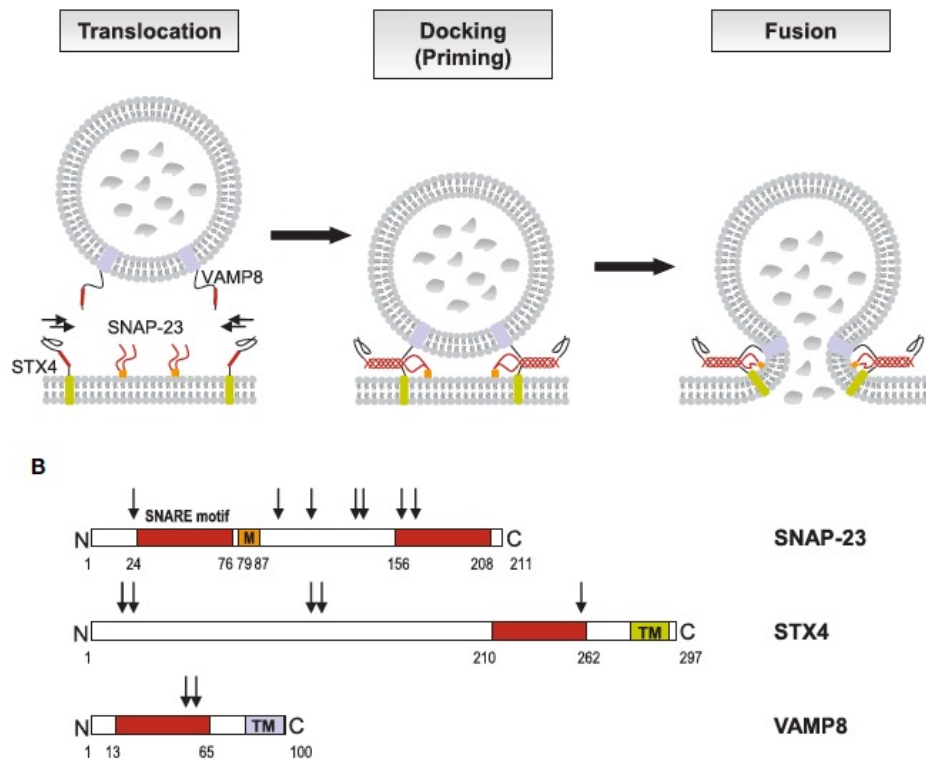 Translocation
Docking
(Priming)
Fusion
VAMP8
SNAP-23
STX4
B
SNARE motif
N M C SNAP-23
1 24 76 79 87 156 208 211
N TM C STX4
1 210 262 297
N TM C VAMP8
1 13 65 100